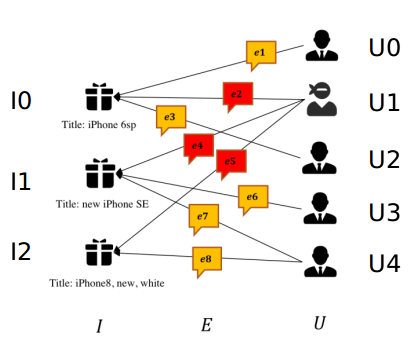 e1
U0
I0
e2
U1
e3
Title: iPhone 6sp
e4
e5
U2
I1
e6
Title: new iPhone SE
e7
U3
I2
e8
U4
Title: iPhone8, new, white
I
E
U